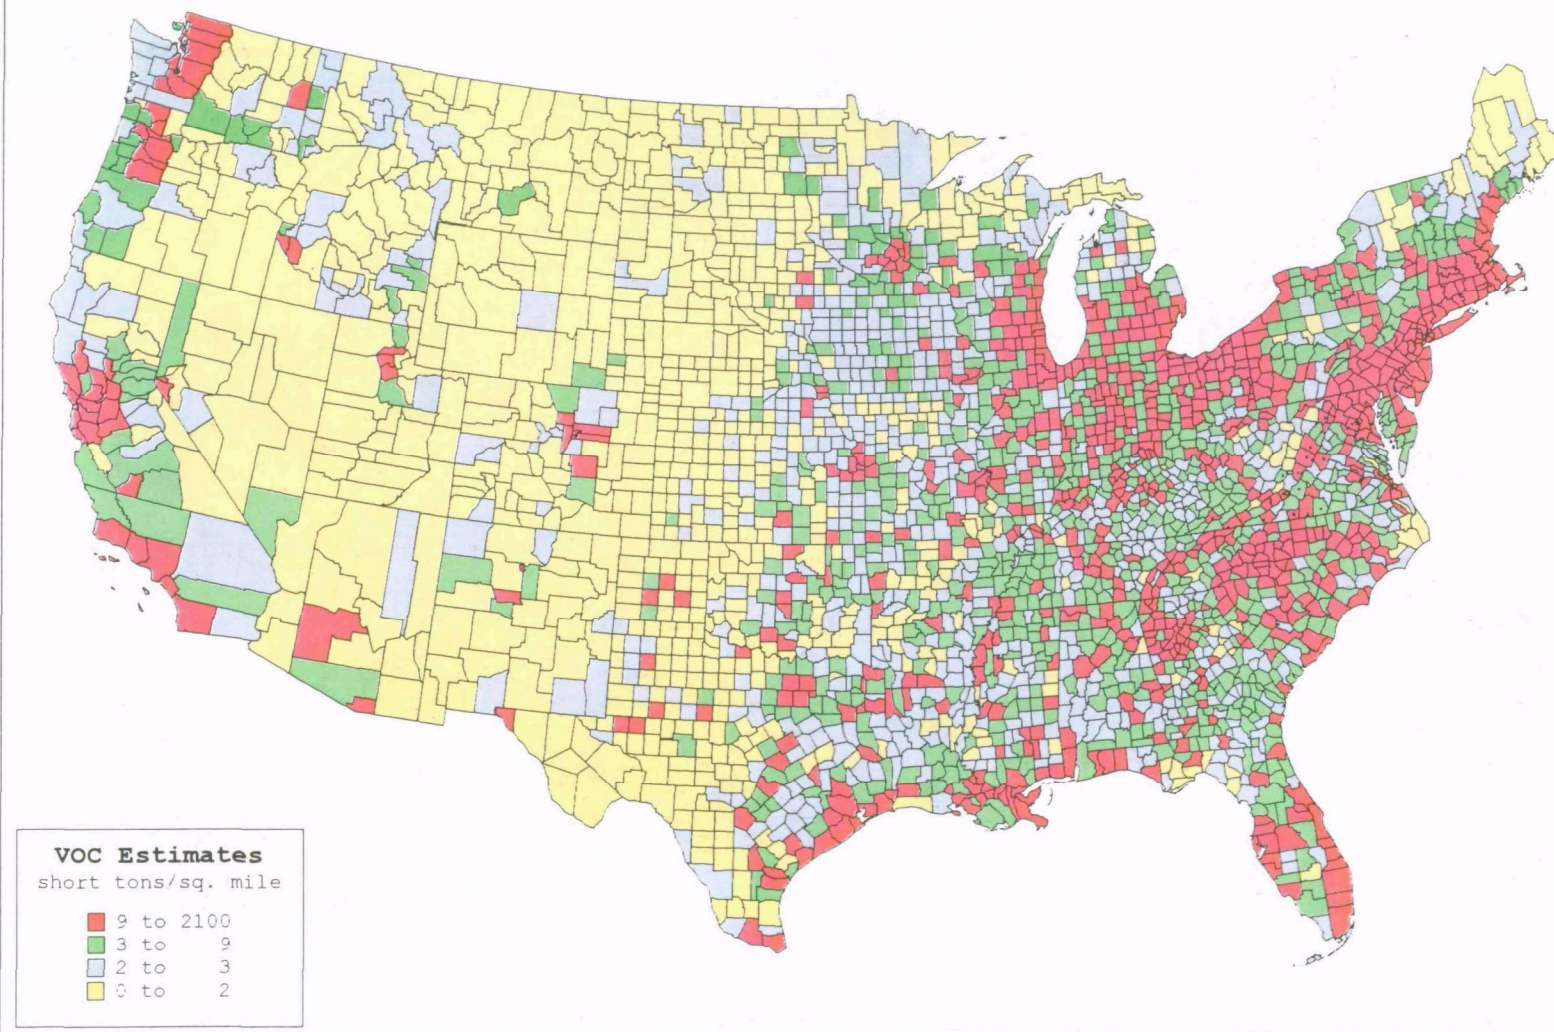 VOC Estimates
short tons/sq. mile
9 to 2100
3 to 9
2 to 3
0 to 2